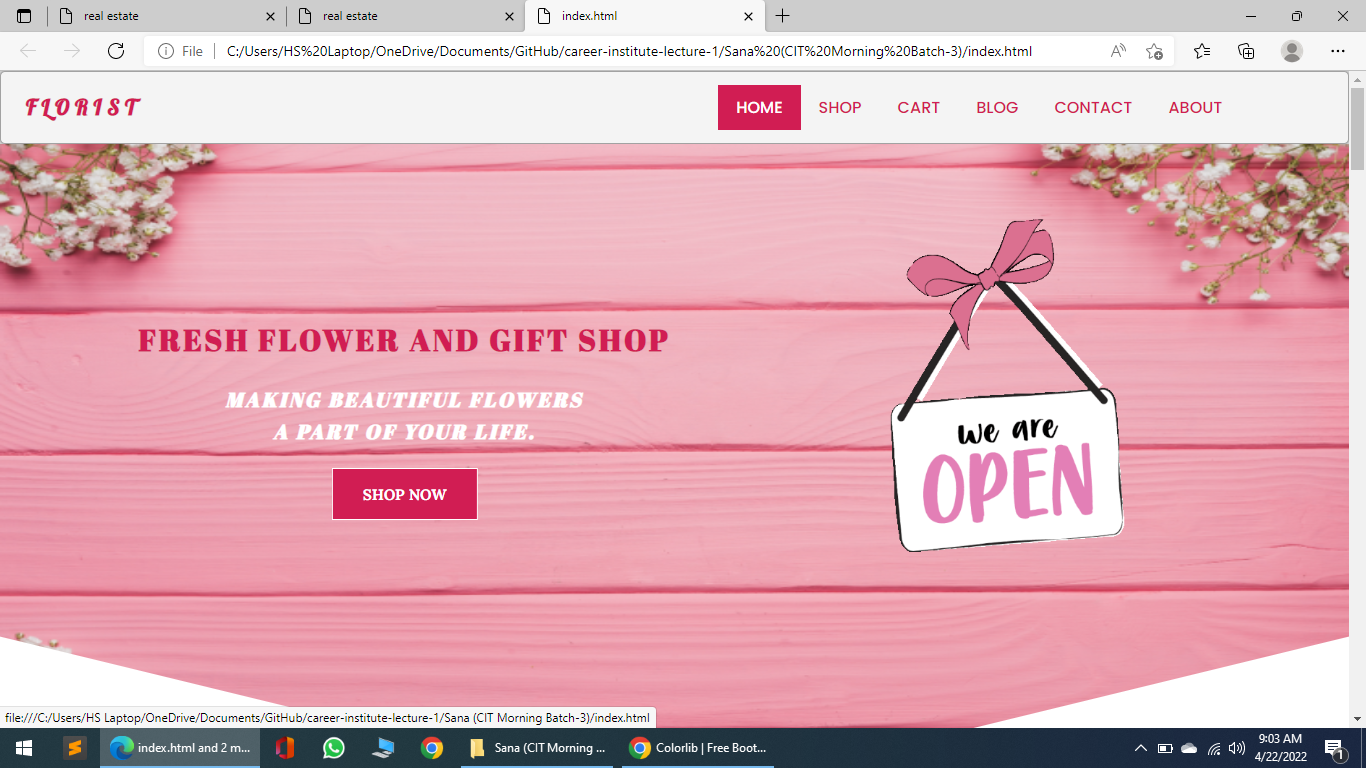 real estate
real estate
index.html
File
C:/Users/HS%20Laptop/OneDrive/Documents/GitHub/career-institute-lecture-1/Sana%20(CIT%20Morning%20Batch-3)/index.html
FLORIST
HOME SHOP CART BLOG CONTACT ABOUT
FRESH FLOWER AND GIFT SHOP
MAKING BEAUTIFUL FLOWERS
A PART OF YOUR LIFE.
SHOP NOW
we are
OPEN
file:///C:/Users/HS Laptop/OneDrive/Documents/GitHub/career-institute-lecture-1/Sana (CIT Morning Batch-3)/index.html
index.html and 2 m...
Sana (CIT Morning ...
Colorlib | Free Boot...
9:03 AM
4/22/2022
1